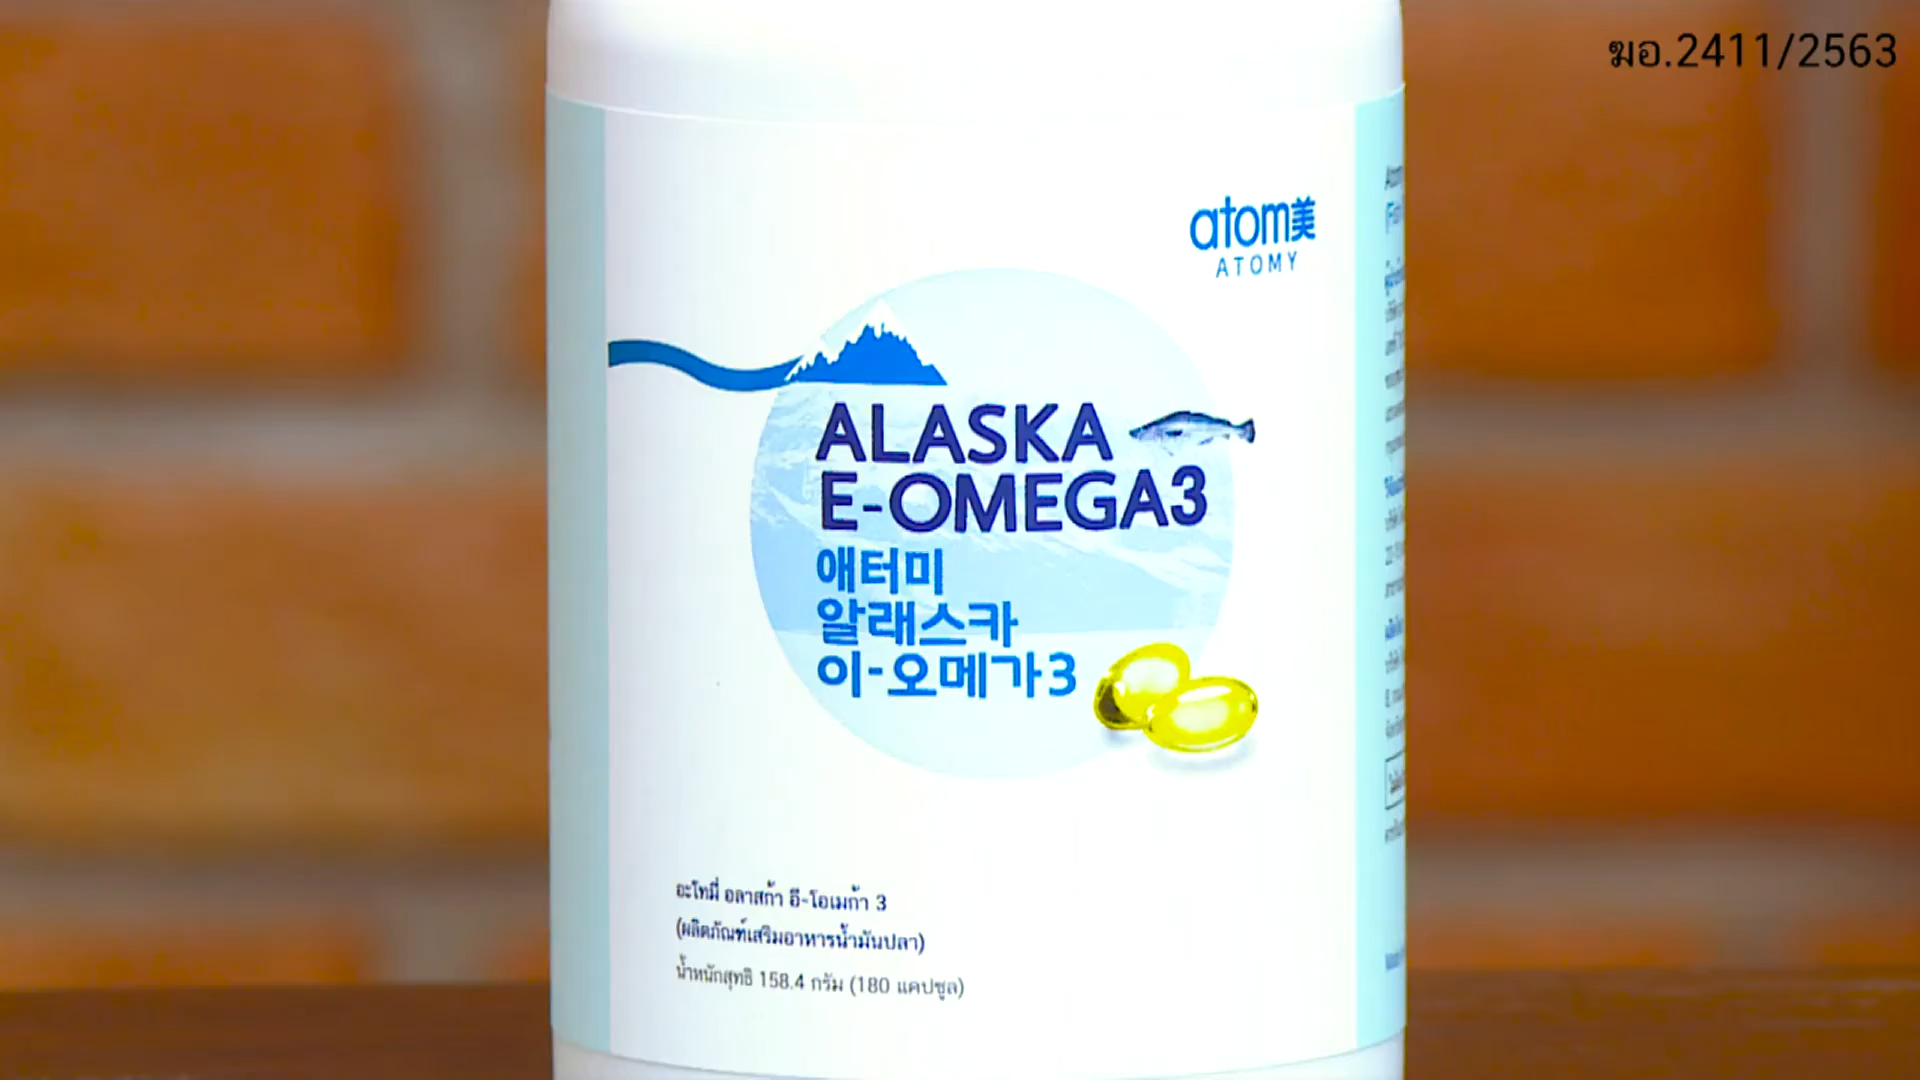 ฆอ.2411/2563
atom美
ATOMY
ALASKA
E-OMEGA3
애터미
알래스카
이-오메가3
อะโทมี่ อลาสก้า อี-โอเมก้า 3
(ผลิตภัณฑ์เสริมอาหารน้ำมันปลา)
น้ำหนักสุทธิ 158.4 กรัม (180 แคปซูล)